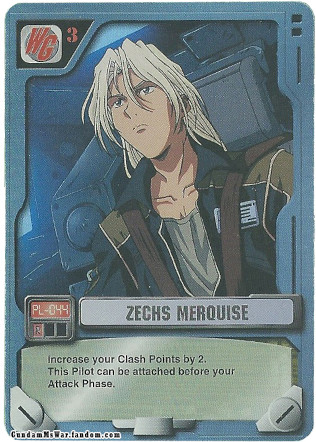 WG 3
PL-044
ZECHS MERQUISE
Increase your Clash Points by 2.
This Pilot can be attached before your
Attack Phase.
GundamMsWar.fandom.com